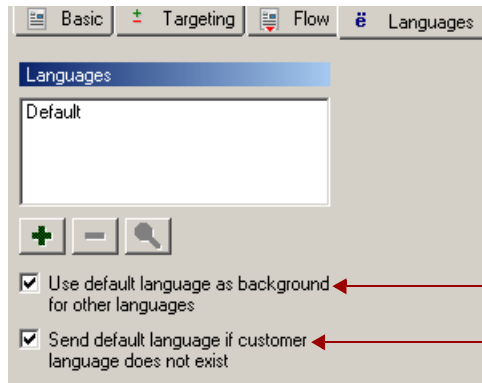 Basic Targeting Flow ë Languages
Languages
Default
Use default language as background
for other languages
Send default language if customer
language does not exist